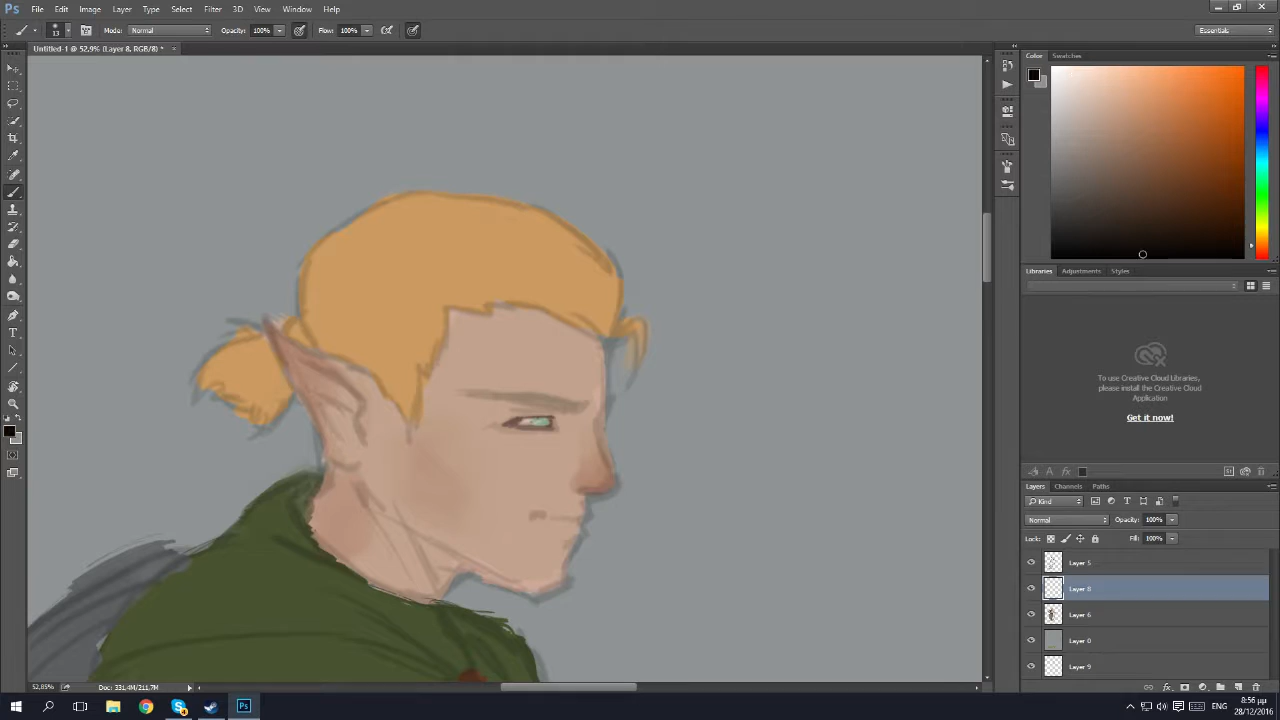 Ps File Edit Image Layer Type Select Filter 3D View Window Help
13 Mode: Normal Opacity: 100% Flow: 100% Essentials
Untitled-1 @ 52,9% (Layer 8, RGB/8) *
Color Swatches
Libraries Adjustments Styles
To use Creative Cloud Libraries,
please install the Creative Cloud
Application
Get it now!
Layers Channels Paths
Kind
Normal Opacity: 100%
Lock: Fill: 100%
Layer 5
Layer 8
Layer 6
Layer 0
Layer 9
52,85% Doc: 331,4M/211,7M
ENG 8:56 μμ
28/12/2016